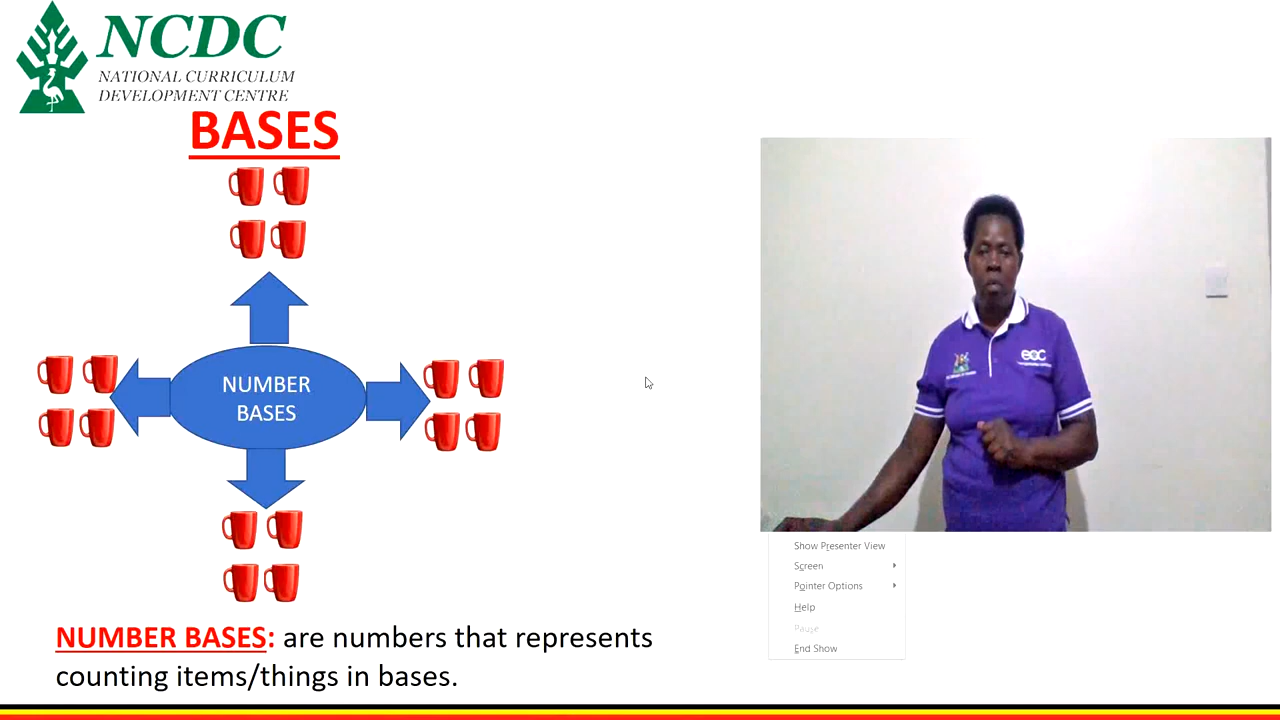 NCDC
NATIONAL CURRICULUM
DEVELOPMENT CENTRE
BASES
NUMBER
BASES
eoc
Show Presenter View
Screen
Pointer Options
Help
Pause
End Show
NUMBER BASES: are numbers that represents
counting items/things in bases.